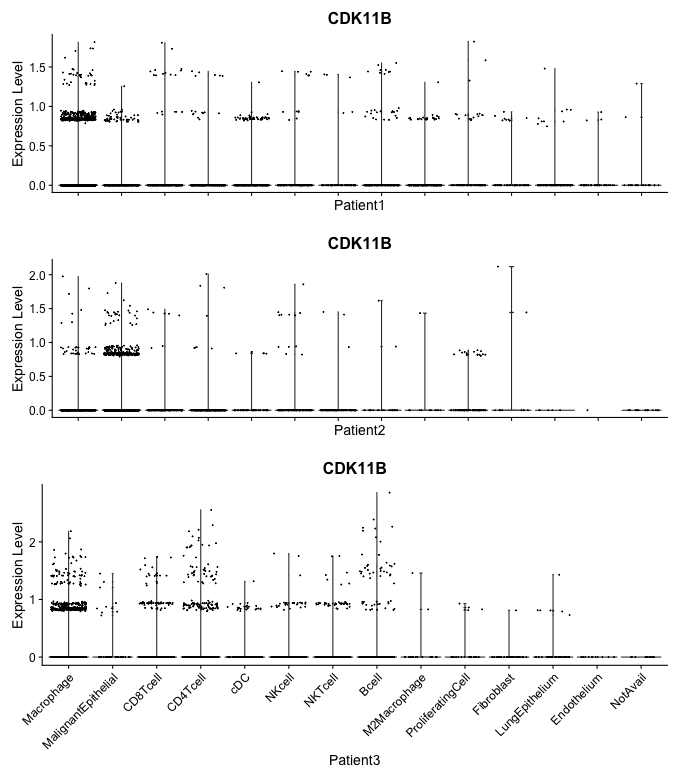 CDK11B
Expression Level
1.5
1.0
0.5
0.0
Patient1
CDK11B
Expression Level
2.0
1.5
1.0
0.5
0.0
Patient2
CDK11B
Expression Level
2
1
0
Macrophage
MalignantEpithelial
CD8Tcell
CD4Tcell
cDC
NKcell
NKTcell
Bcell
M2Macrophage
ProliferatingCell
Fibroblast
LungEpithelium
Endothelium
NotAvail
Patient3